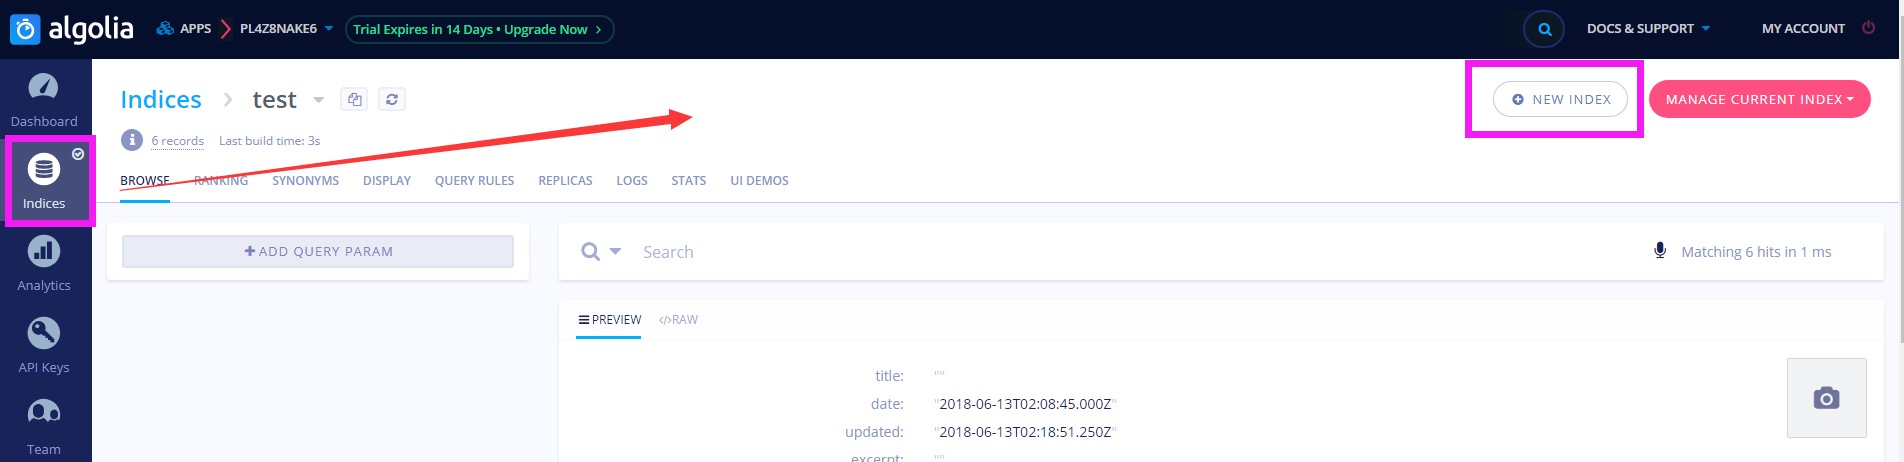 algolia APPS PL4Z8NAKE6 Trial Expires in 14 Days • Upgrade Now > DOCS & SUPPORT MY ACCOUNT
Dashboard
Indices
Analytics
API Keys
Team
Indices > test
NEW INDEX
MANAGE CURRENT INDEX
6 records Last build time: 3s
BROWSE RANKING SYNONYMS DISPLAY QUERY RULES REPLICAS LOGS STATS UI DEMOS
+ ADD QUERY PARAM
Search
Matching 6 hits in 1 ms
PREVIEW </>RAW
title: ""
date: "2018-06-13T02:08:45.000Z"
updated: "2018-06-13T02:18:51.250Z"
excerpt: ""